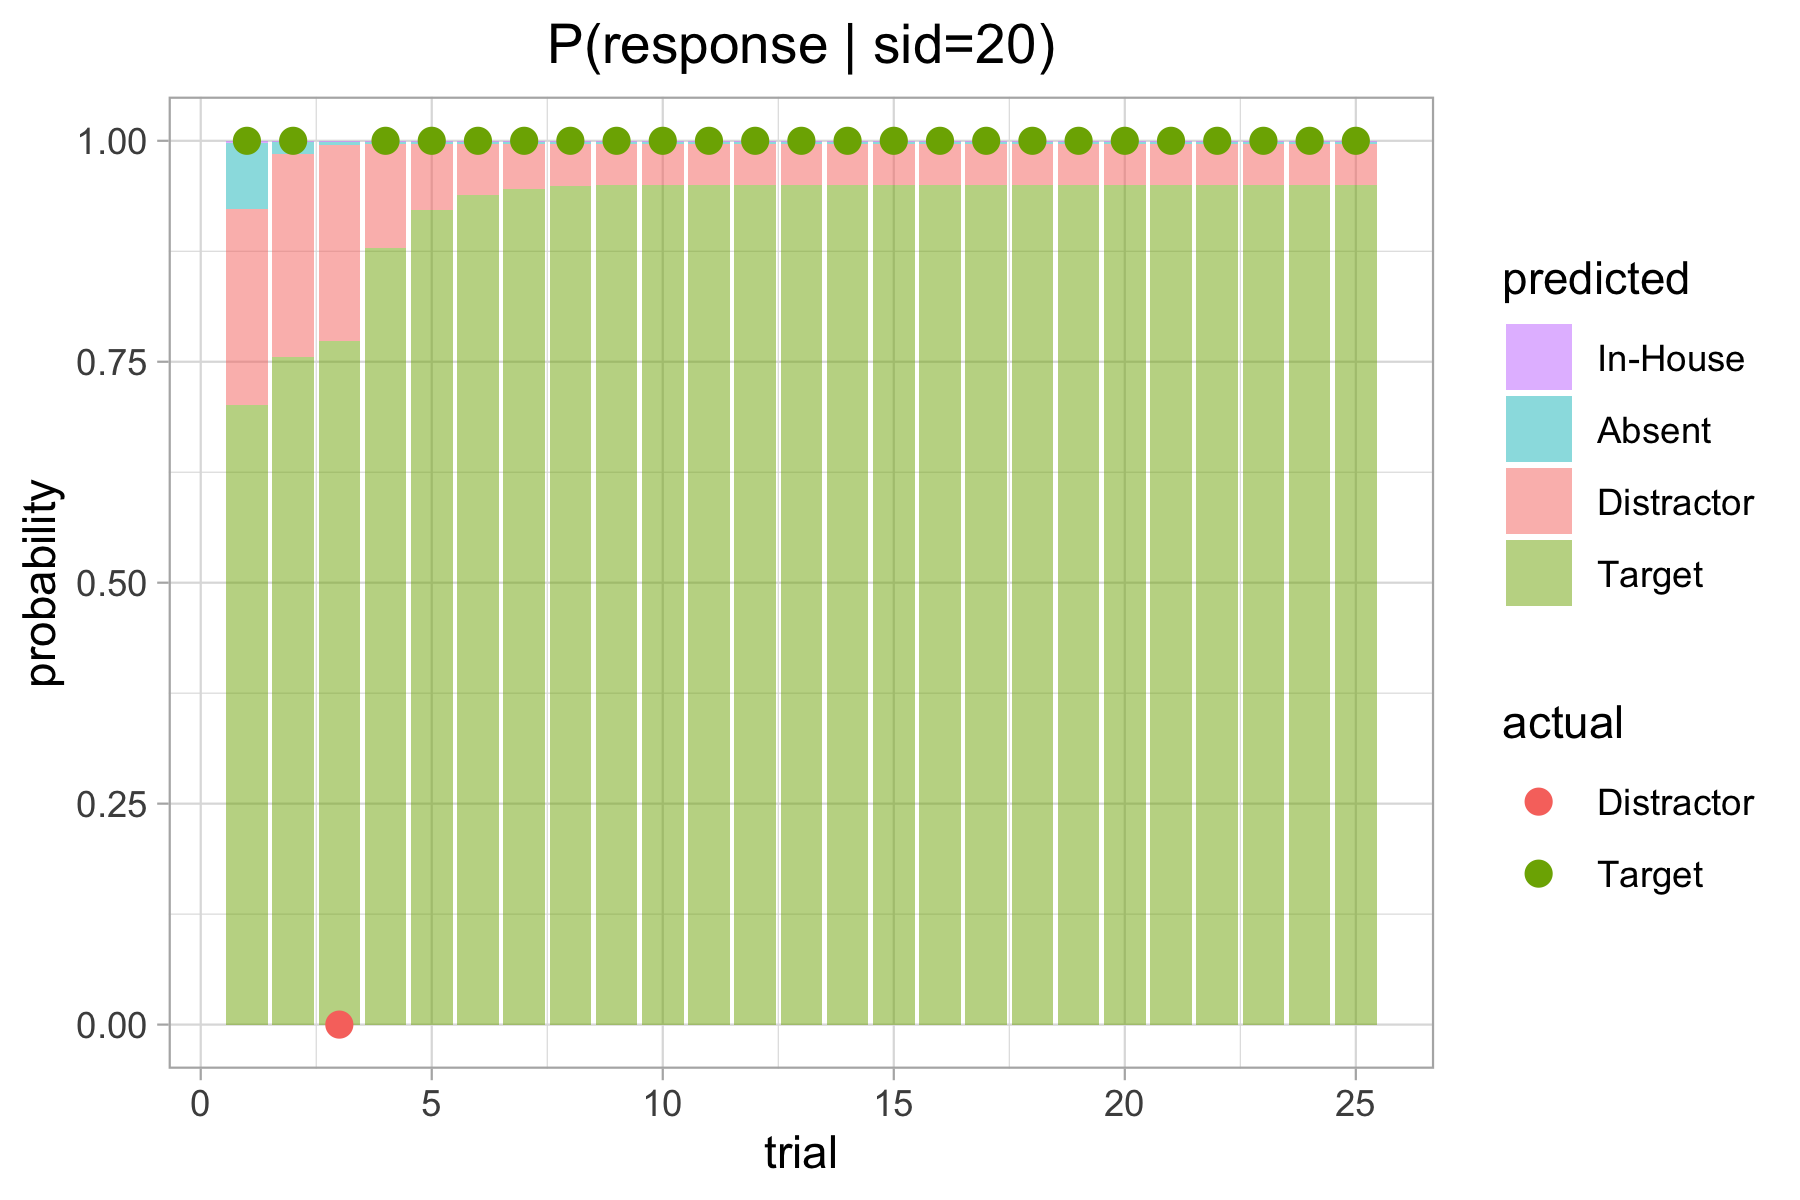 P(response | sid=20)
1.00
0.75
0.50
0.25
0.00
probability
0 5 10 15 20 25
trial
predicted
In-House
Absent
Distractor
Target
actual
Distractor
Target